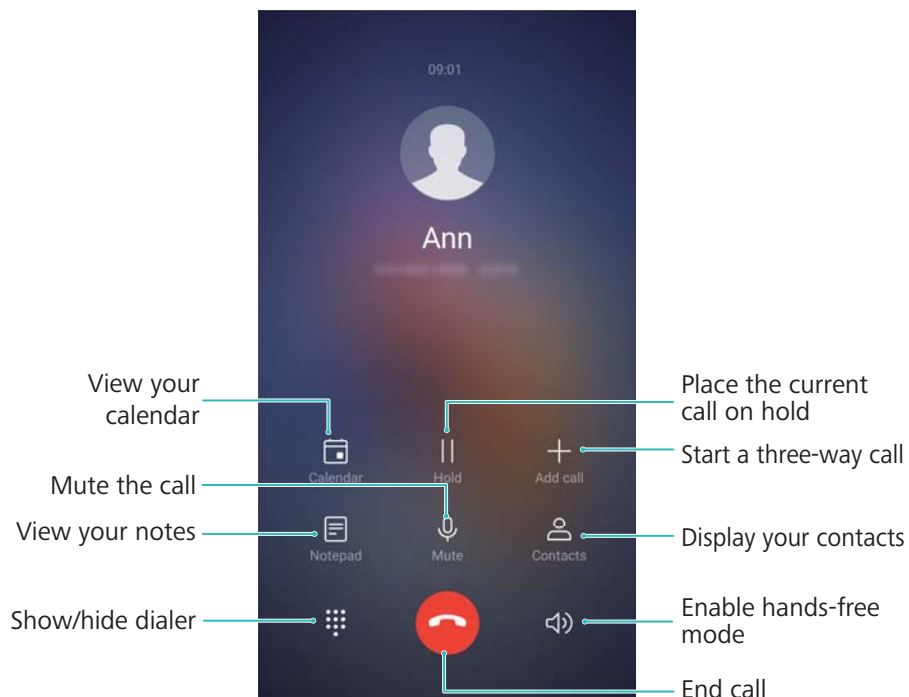 09:01
Ann
View your
calendar
Place the current
call on hold
Start a three-way call
Calendar
Hold
Add call
Mute the call
View your notes
Display your contacts
Notepad
Mute
Contacts
Show/hide dialer
Enable hands-free
mode
End call